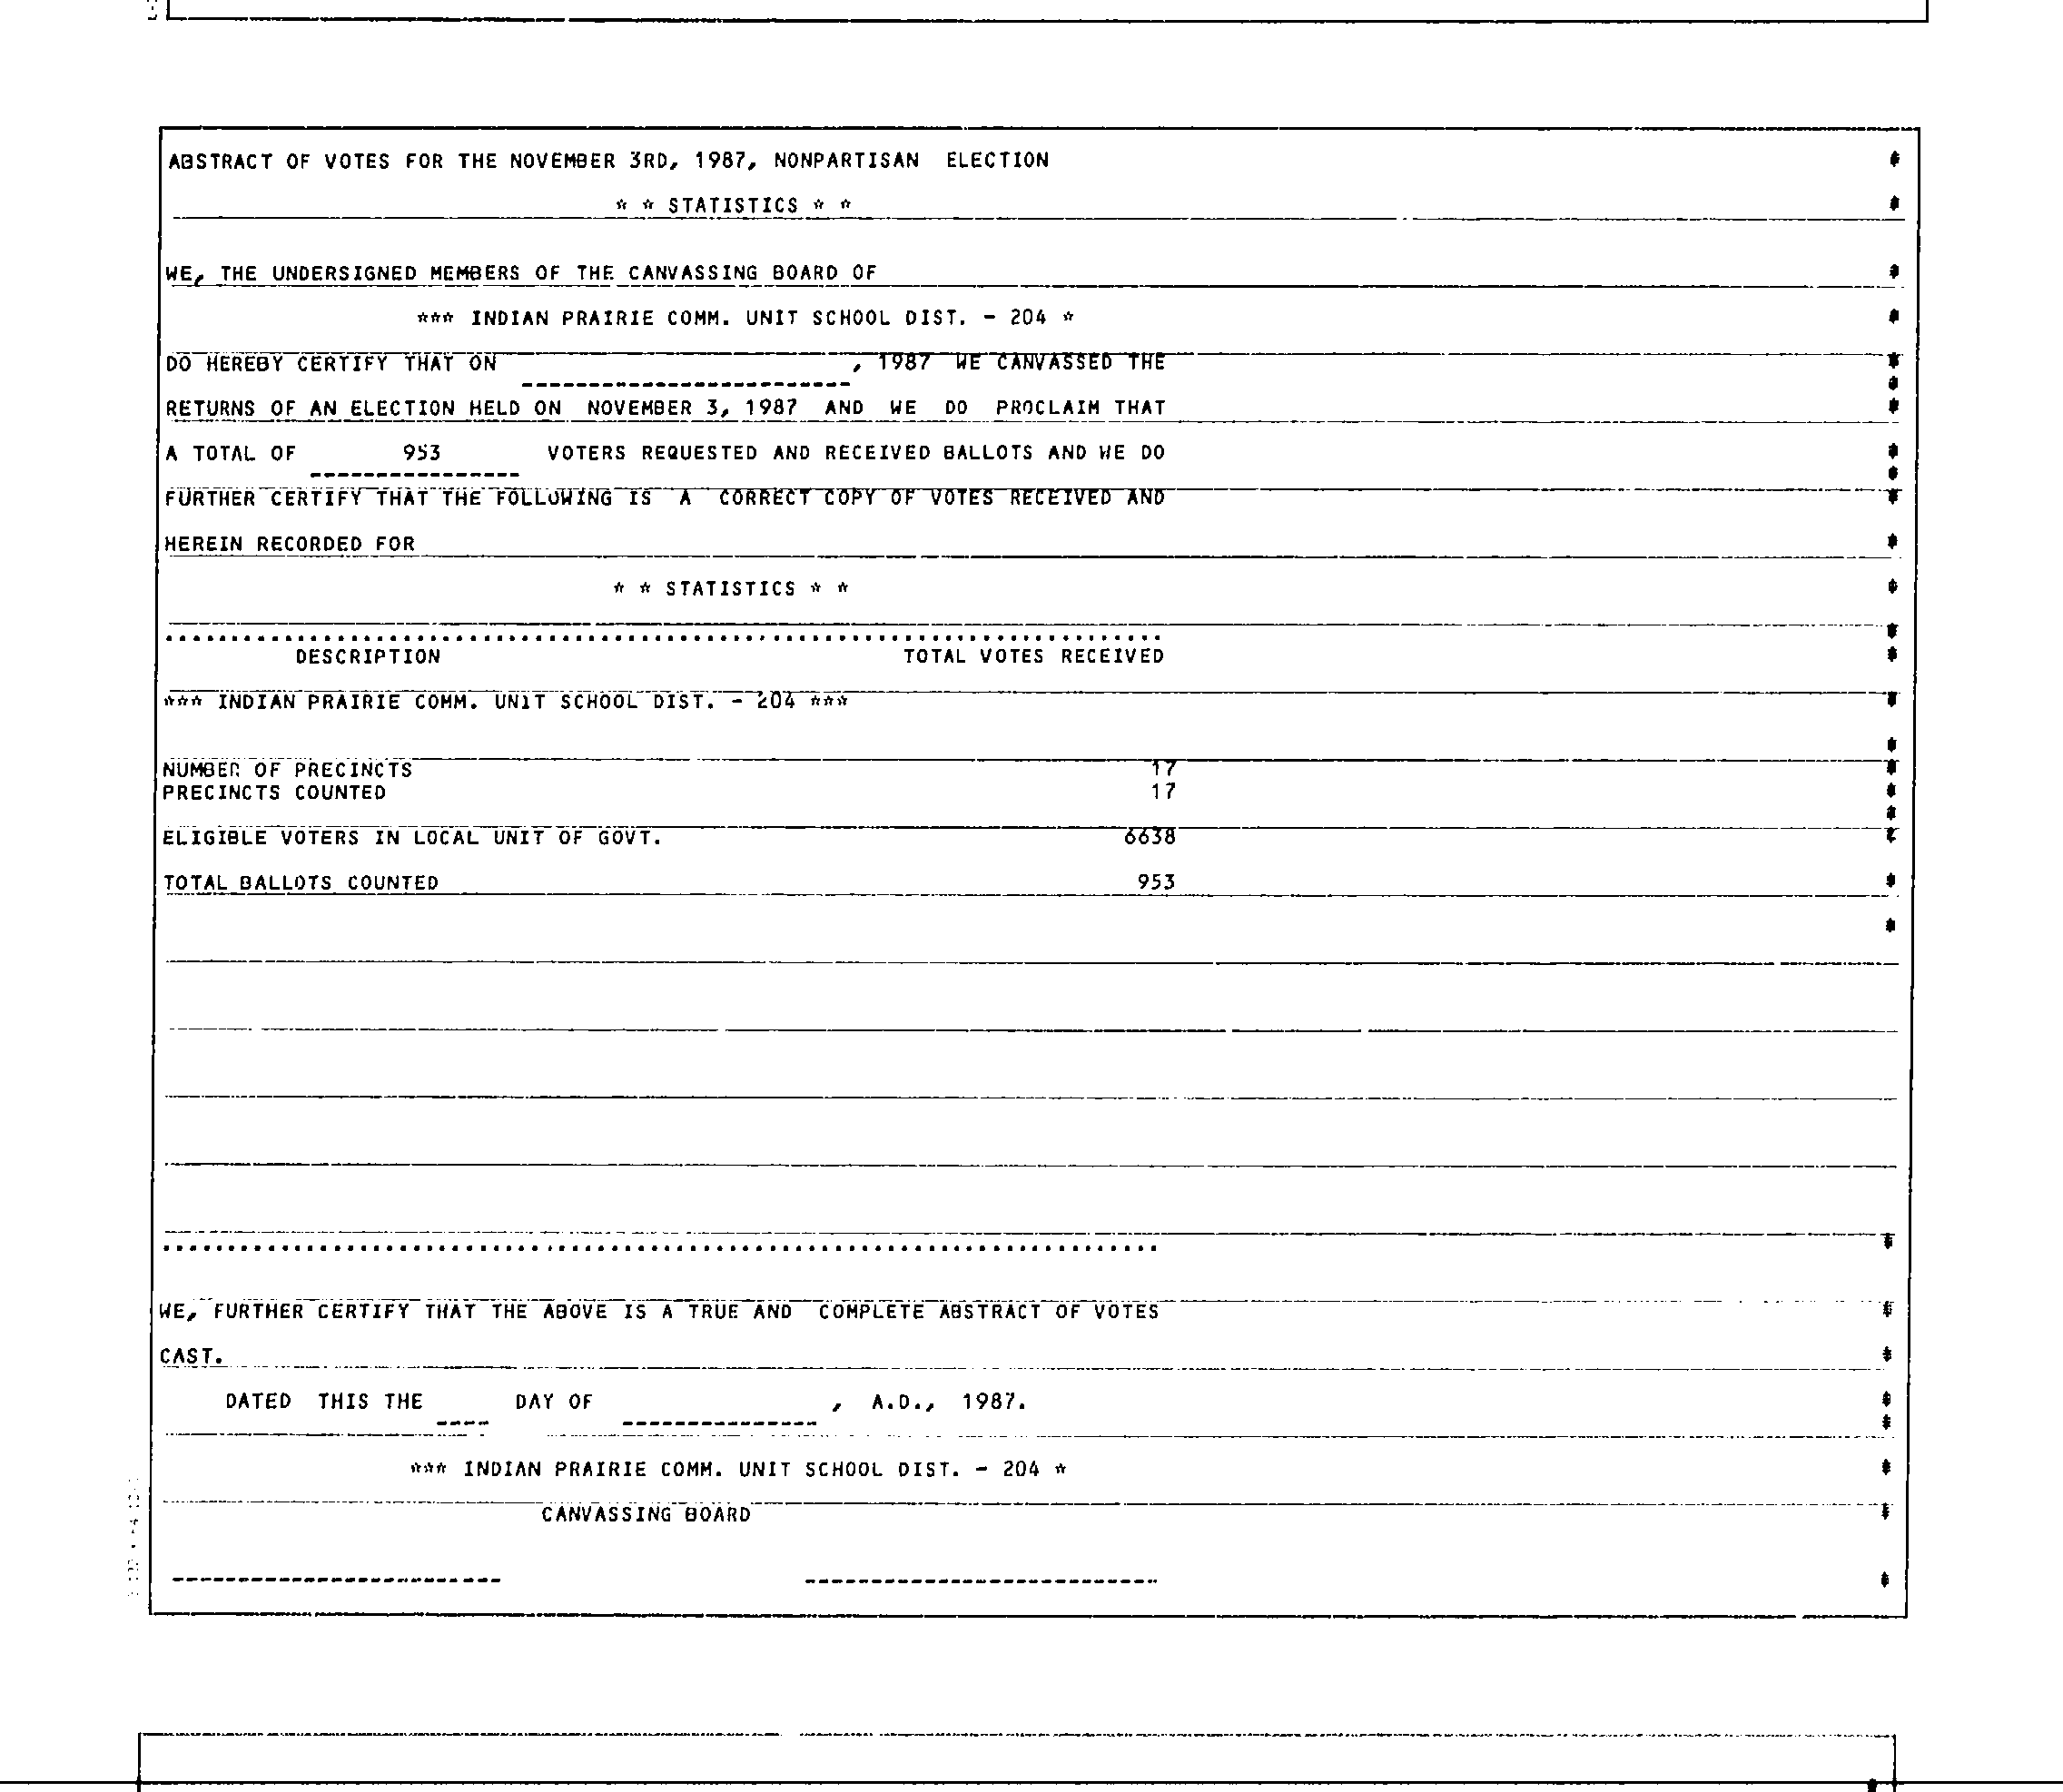 ABSTRACT OF VOTES FOR THE NOVEMBER 3RD, 1987, NONPARTISAN ELECTION
* * STATISTICS * *
WE, THE UNDERSIGNED MEMBERS OF THE CANVASSING BOARD OF
*** INDIAN PRAIRIE COMM. UNIT SCHOOL DIST. - 204 *
DO HEREBY CERTIFY THAT ON , 1987 WE CANVASSED THE
RETURNS OF AN ELECTION HELD ON NOVEMBER 3, 1987 AND WE DO PROCLAIM THAT
A TOTAL OF 953 VOTERS REQUESTED AND RECEIVED BALLOTS AND WE DO
FURTHER CERTIFY THAT THE FOLLOWING IS A CORRECT COPY OF VOTES RECEIVED AND
HEREIN RECORDED FOR
* * STATISTICS * *
DESCRIPTION TOTAL VOTES RECEIVED
*** INDIAN PRAIRIE COMM. UNIT SCHOOL DIST. - 204 ***
NUMBER OF PRECINCTS 17
PRECINCTS COUNTED 17
ELIGIBLE VOTERS IN LOCAL UNIT OF GOVT. 6638
TOTAL BALLOTS COUNTED 953
WE, FURTHER CERTIFY THAT THE ABOVE IS A TRUE AND COMPLETE ABSTRACT OF VOTES
CAST.
DATED THIS THE ____ DAY OF ____ , A.D., 1987.
*** INDIAN PRAIRIE COMM. UNIT SCHOOL DIST. - 204 *
CANVASSING BOARD